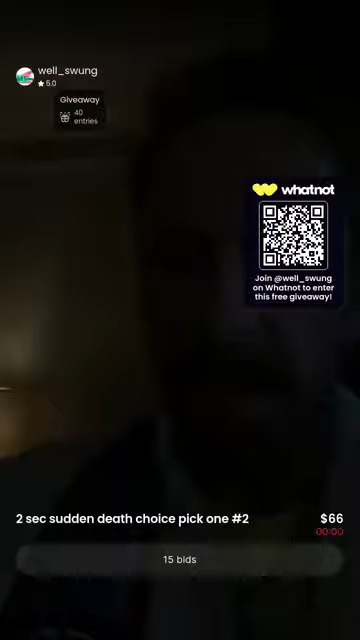 well_swung
5.0
Giveaway
40
entries
whatnot
Join @well_swung
on Whatnot to enter
this free giveaway!
2 sec sudden death choice pick one #2
$66
00:00
15 bids